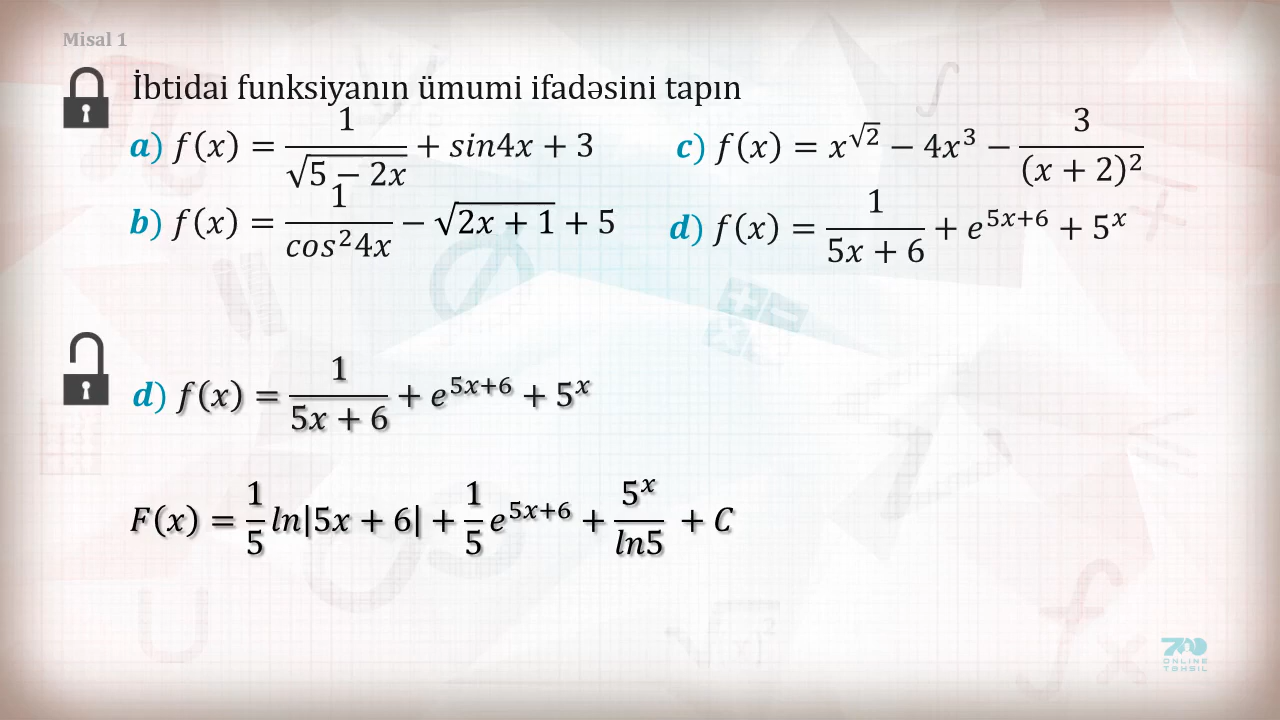 Misal 1
İbtidai funksiyanın ümumi ifadəsini tapın
a) f(x) = 1/√(5 − 2x) + sin4x + 3
c) f(x) = x^√2 − 4x³ − 3/(x + 2)²
b) f(x) = 1/cos²4x − √(2x + 1) + 5
d) f(x) = 1/(5x + 6) + e^(5x+6) + 5^x
d) f(x) = 1/(5x + 6) + e^(5x+6) + 5^x
F(x) = 1/5 ln|5x + 6| + 1/5 e^(5x+6) + 5^x/ln5 + C
700
ONLINE
TƏHSİL